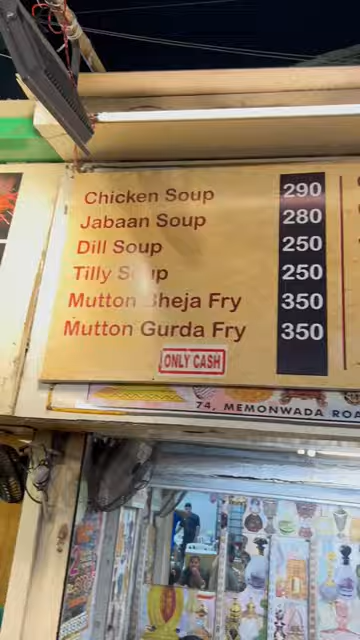 Chicken Soup 290
Jabaan Soup 280
Dill Soup 250
Tilly Soup 250
Mutton Bheja Fry 350
Mutton Gurda Fry 350
ONLY CASH
74, MEMONWADA ROA